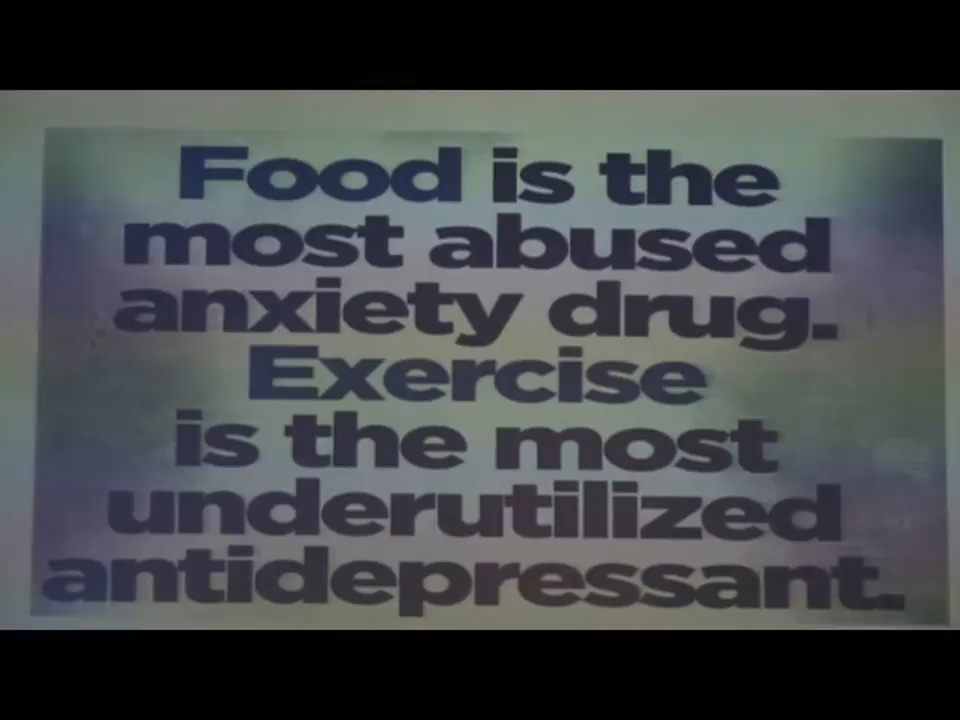 Food is the
most abused
anxiety drug.
Exercise
is the most
underutilized
antidepressant.